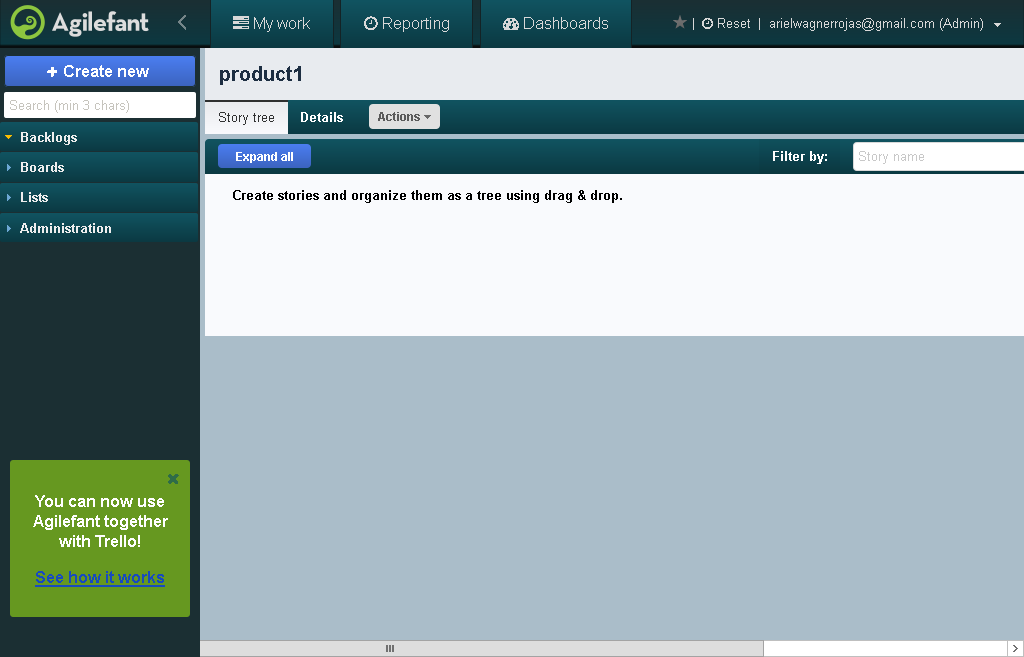 Agilefant
My work
Reporting
Dashboards
| Reset | arielwagnerrojas@gmail.com (Admin)
+ Create new
product1
Search (min 3 chars)
Story tree
Details
Actions
Backlogs
Expand all
Filter by:
Story name
Boards
Lists
Create stories and organize them as a tree using drag & drop.
Administration
You can now use
Agilefant together
with Trello!
See how it works